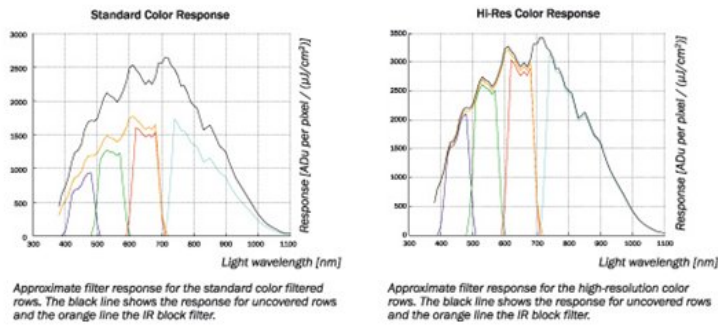 Standard Color Response
3000
2500
2000
1500
1000
500
0
300 400 500 600 700 800 900 1000 1100
Response [ADu per pixel / (µJ/cm²)]
Light wavelength [nm]
Approximate filter response for the standard color filtered
rows. The black line shows the response for uncovered rows
and the orange line the IR block filter.
Hi-Res Color Response
3500
3000
2500
2000
1500
1000
500
0
300 400 500 600 700 800 900 1000 1100
Response [ADu per pixel / (µJ/cm²)]
Light wavelength [nm]
Approximate filter response for the high-resolution color
rows. The black line shows the response for uncovered rows
and the orange line the IR block filter.